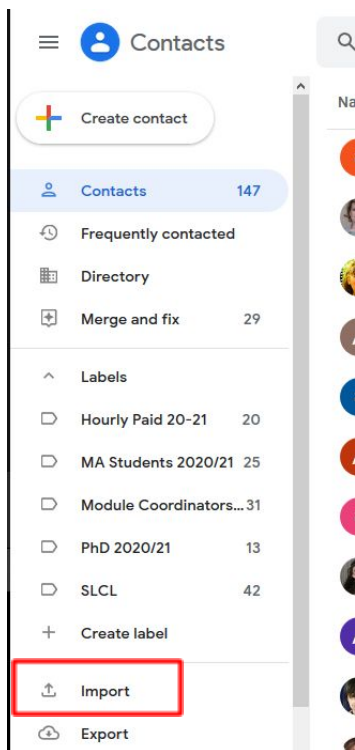 Contacts
Create contact
Na
Contacts 147
Frequently contacted
Directory
Merge and fix 29
Labels
Hourly Paid 20-21 20
MA Students 2020/21 25
Module Coordinators... 31
PhD 2020/21 13
SLCL 42
Create label
Import
Export